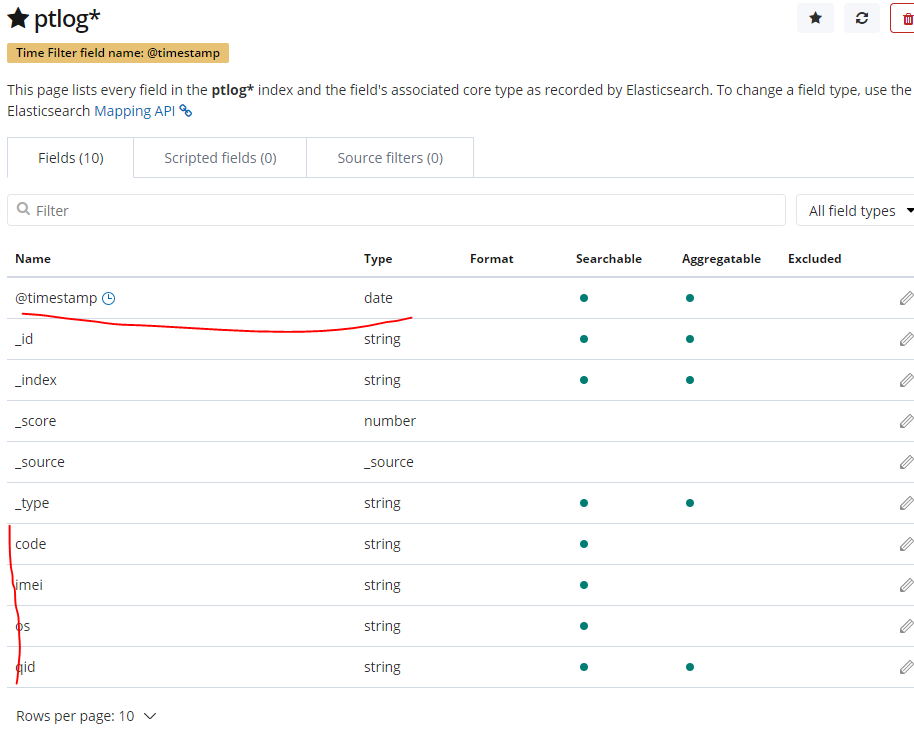 ptlog*
Time Filter field name: @timestamp
This page lists every field in the ptlog* index and the field's associated core type as recorded by Elasticsearch. To change a field type, use the
Elasticsearch Mapping API
Fields (10) Scripted fields (0) Source filters (0)
Filter All field types
Name Type Format Searchable Aggregatable Excluded
@timestamp date
_id string
_index string
_score number
_source _source
_type string
code string
imei string
os string
qid string
Rows per page: 10